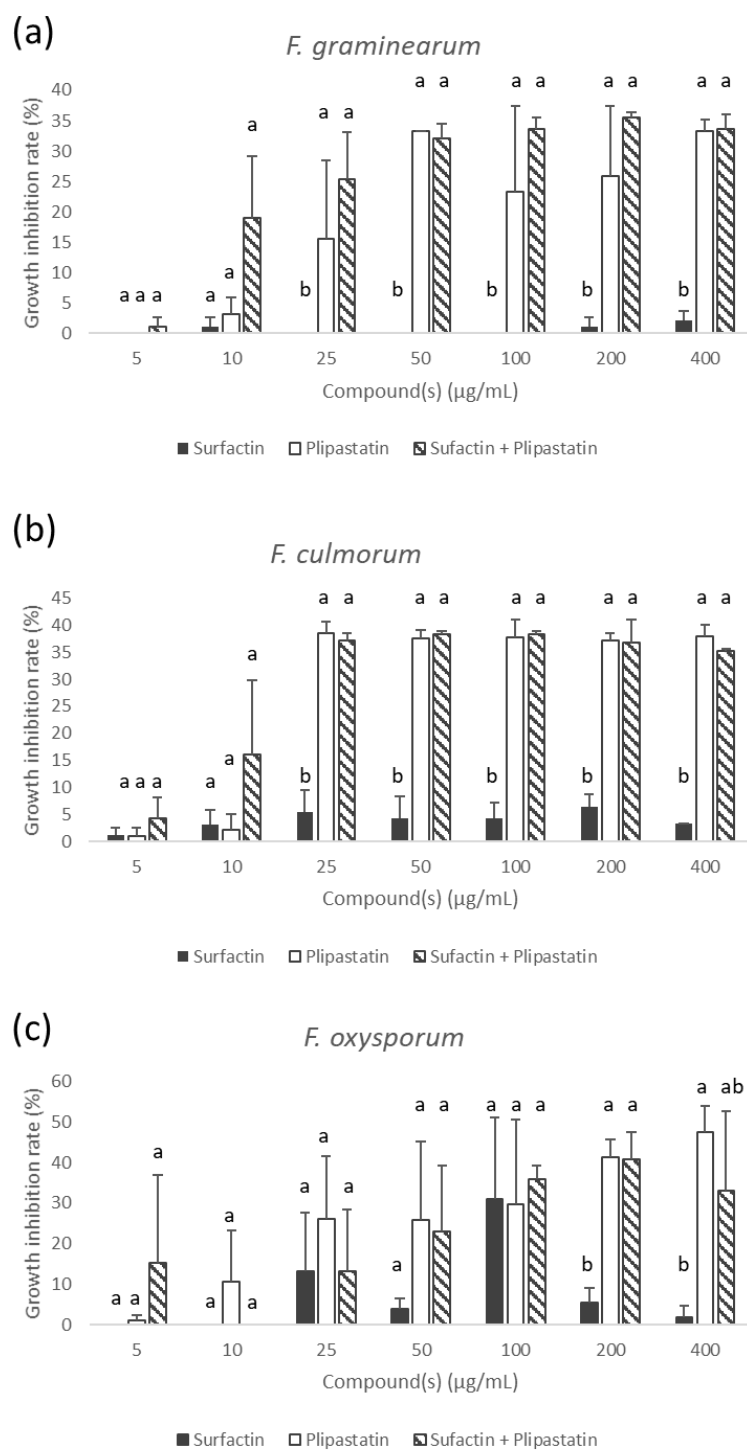 (a)
F. graminearum
Growth inhibition rate (%)
40
35
30
25
20
15
10
5
0
a a a
a a a
b a a
b a a
b a a
b a a
b a a
5 10 25 50 100 200 400
Compound(s) (µg/mL)
Surfactin Plipastatin Sufactin + Plipastatin
(b)
F. culmorum
Growth inhibition rate (%)
45
40
35
30
25
20
15
10
5
0
a a a
a a a
b a a
b a a
b a a
b a a
b a a
5 10 25 50 100 200 400
Compound(s) (µg/mL)
Surfactin Plipastatin Sufactin + Plipastatin
(c)
F. oxysporum
Growth inhibition rate (%)
60
50
40
30
20
10
0
a a a
a a a
a a a
a a a
a a a
b a a
b a ab
5 10 25 50 100 200 400
Compound(s) (µg/mL)
Surfactin Plipastatin Sufactin + Plipastatin